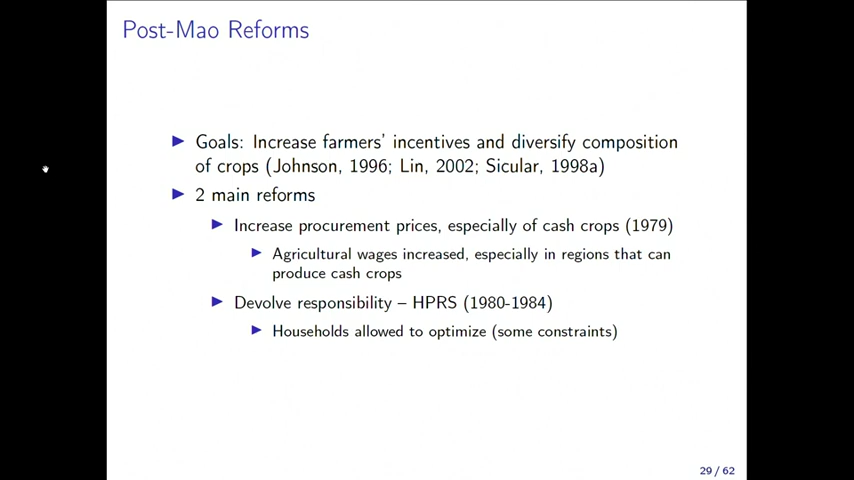 Post-Mao Reforms
Goals: Increase farmers' incentives and diversify composition
of crops (Johnson, 1996; Lin, 2002; Sicular, 1998a)
2 main reforms
Increase procurement prices, especially of cash crops (1979)
Agricultural wages increased, especially in regions that can
produce cash crops
Devolve responsibility – HPRS (1980-1984)
Households allowed to optimize (some constraints)
29 / 62